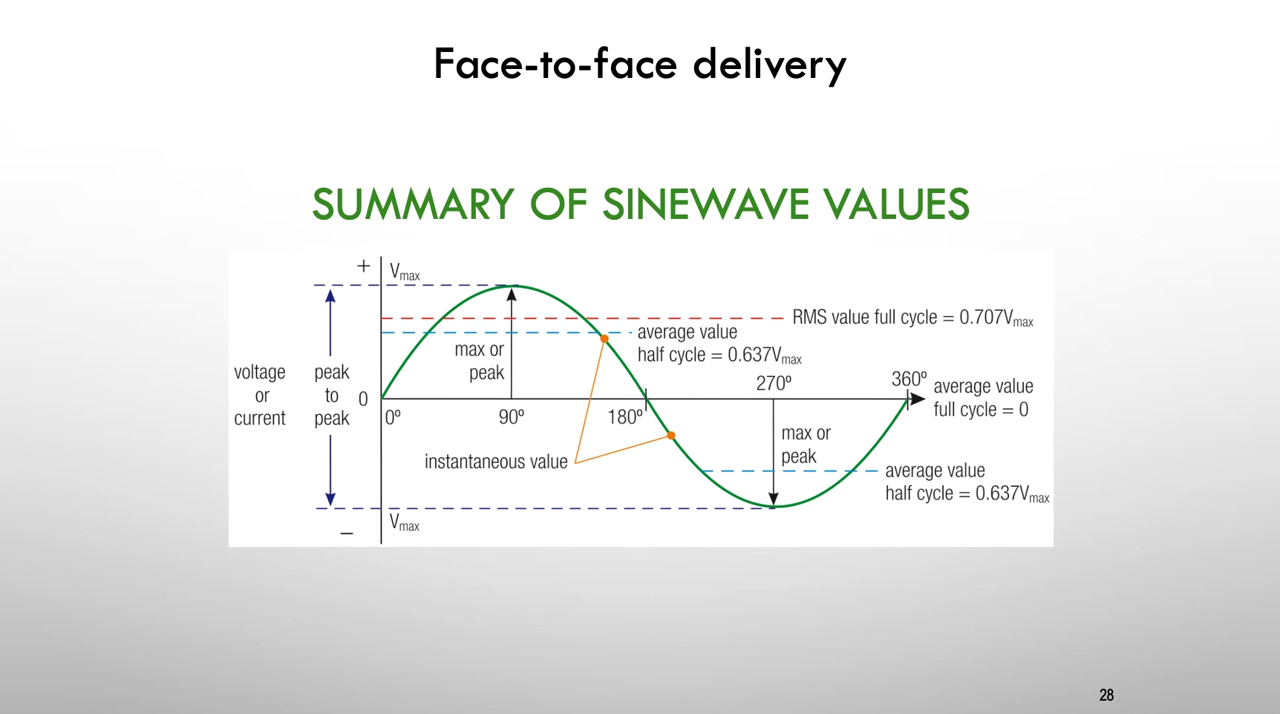 Face-to-face delivery
SUMMARY OF SINEWAVE VALUES
+
Vmax
RMS value full cycle = 0.707Vmax
average value
half cycle = 0.637Vmax
max or
peak
voltage
or
current
peak
to
peak
0
0º
90º
180º
270º
360º
average value
full cycle = 0
max or
peak
instantaneous value
average value
half cycle = 0.637Vmax
Vmax
–
28